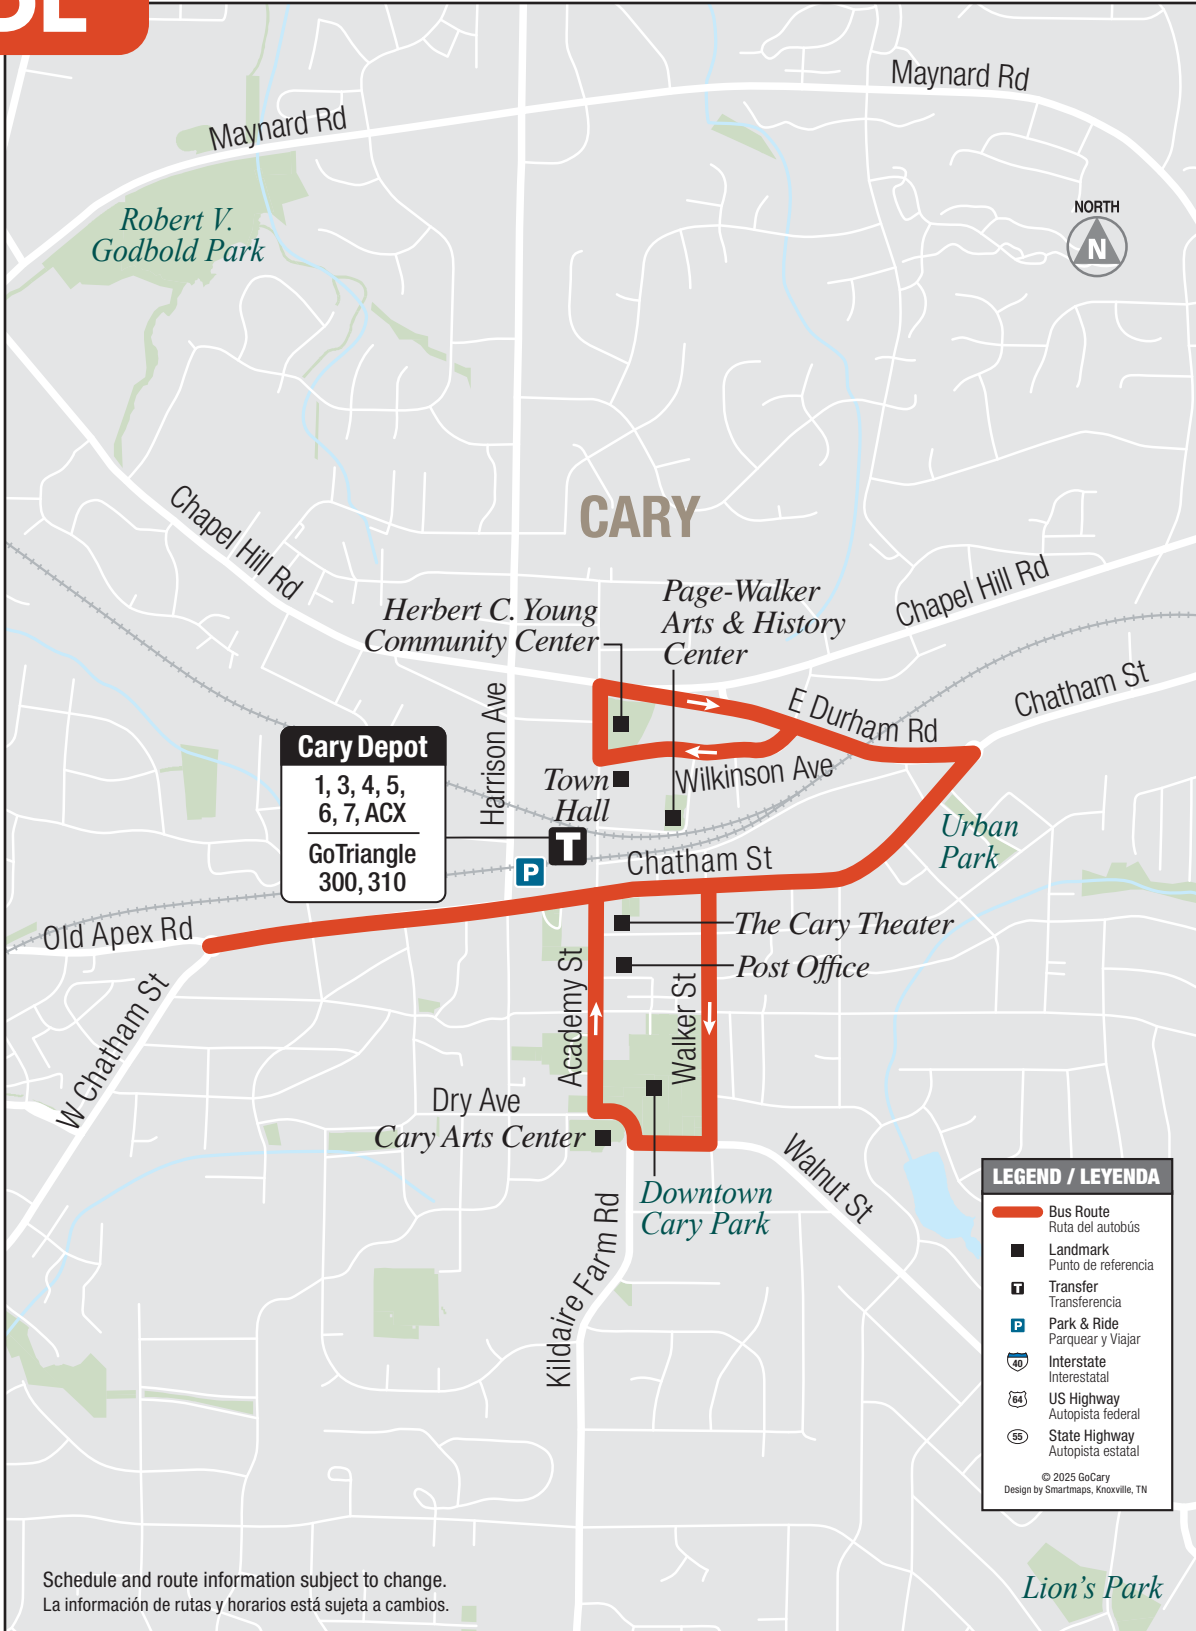 Maynard Rd
Maynard Rd
Robert V.
Godbold Park
NORTH
N
CARY
Chapel Hill Rd
Chapel Hill Rd
Herbert C. Young
Community Center
Page-Walker
Arts & History
Center
Chatham St
E Durham Rd
Harrison Ave
Cary Depot
1, 3, 4, 5,
6, 7, ACX
GoTriangle
300, 310
Town
Hall
Wilkinson Ave
T
P
Chatham St
Urban
Park
Old Apex Rd
The Cary Theater
Post Office
W Chatham St
Academy St
Walker St
Dry Ave
Cary Arts Center
Downtown
Cary Park
Walnut St
Kildaire Farm Rd
LEGEND / LEYENDA
Bus Route
Ruta del autobús
Landmark
Punto de referencia
T
Transfer
Transferencia
P
Park & Ride
Parquear y Viajar
40
Interstate
Interestatal
64
US Highway
Autopista federal
55
State Highway
Autopista estatal
© 2025 GoCary
Design by Smartmaps, Knoxville, TN
Lion's Park
Schedule and route information subject to change.
La información de rutas y horarios está sujeta a cambios.